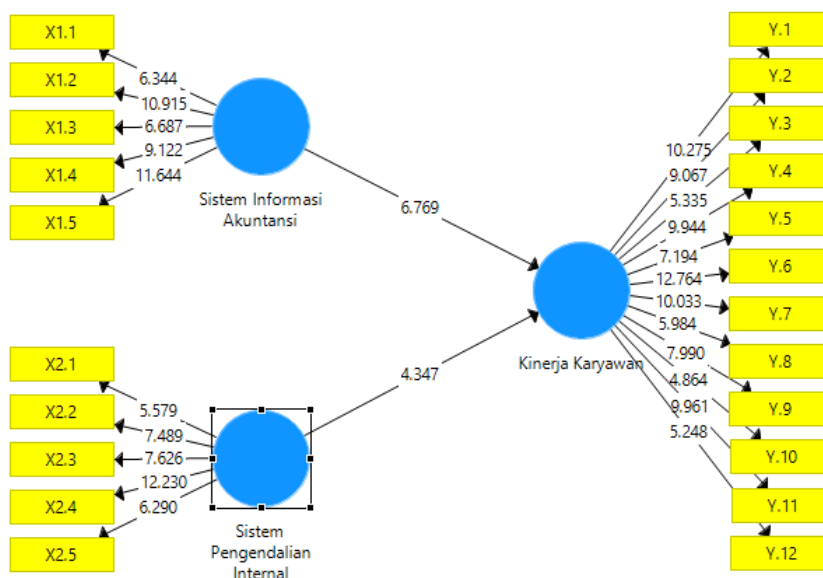 X1.1
X1.2
X1.3
X1.4
X1.5
6.344
10.915
6.687
9.122
11.644
Sistem Informasi
Akuntansi
6.769
X2.1
X2.2
X2.3
X2.4
X2.5
5.579
7.489
7.626
12.230
6.290
Sistem
Pengendalian
Internal
4.347
Kinerja Karyawan
10.275
9.067
5.335
9.944
7.194
12.764
10.033
5.984
7.990
4.864
9.961
5.248
Y.1
Y.2
Y.3
Y.4
Y.5
Y.6
Y.7
Y.8
Y.9
Y.10
Y.11
Y.12